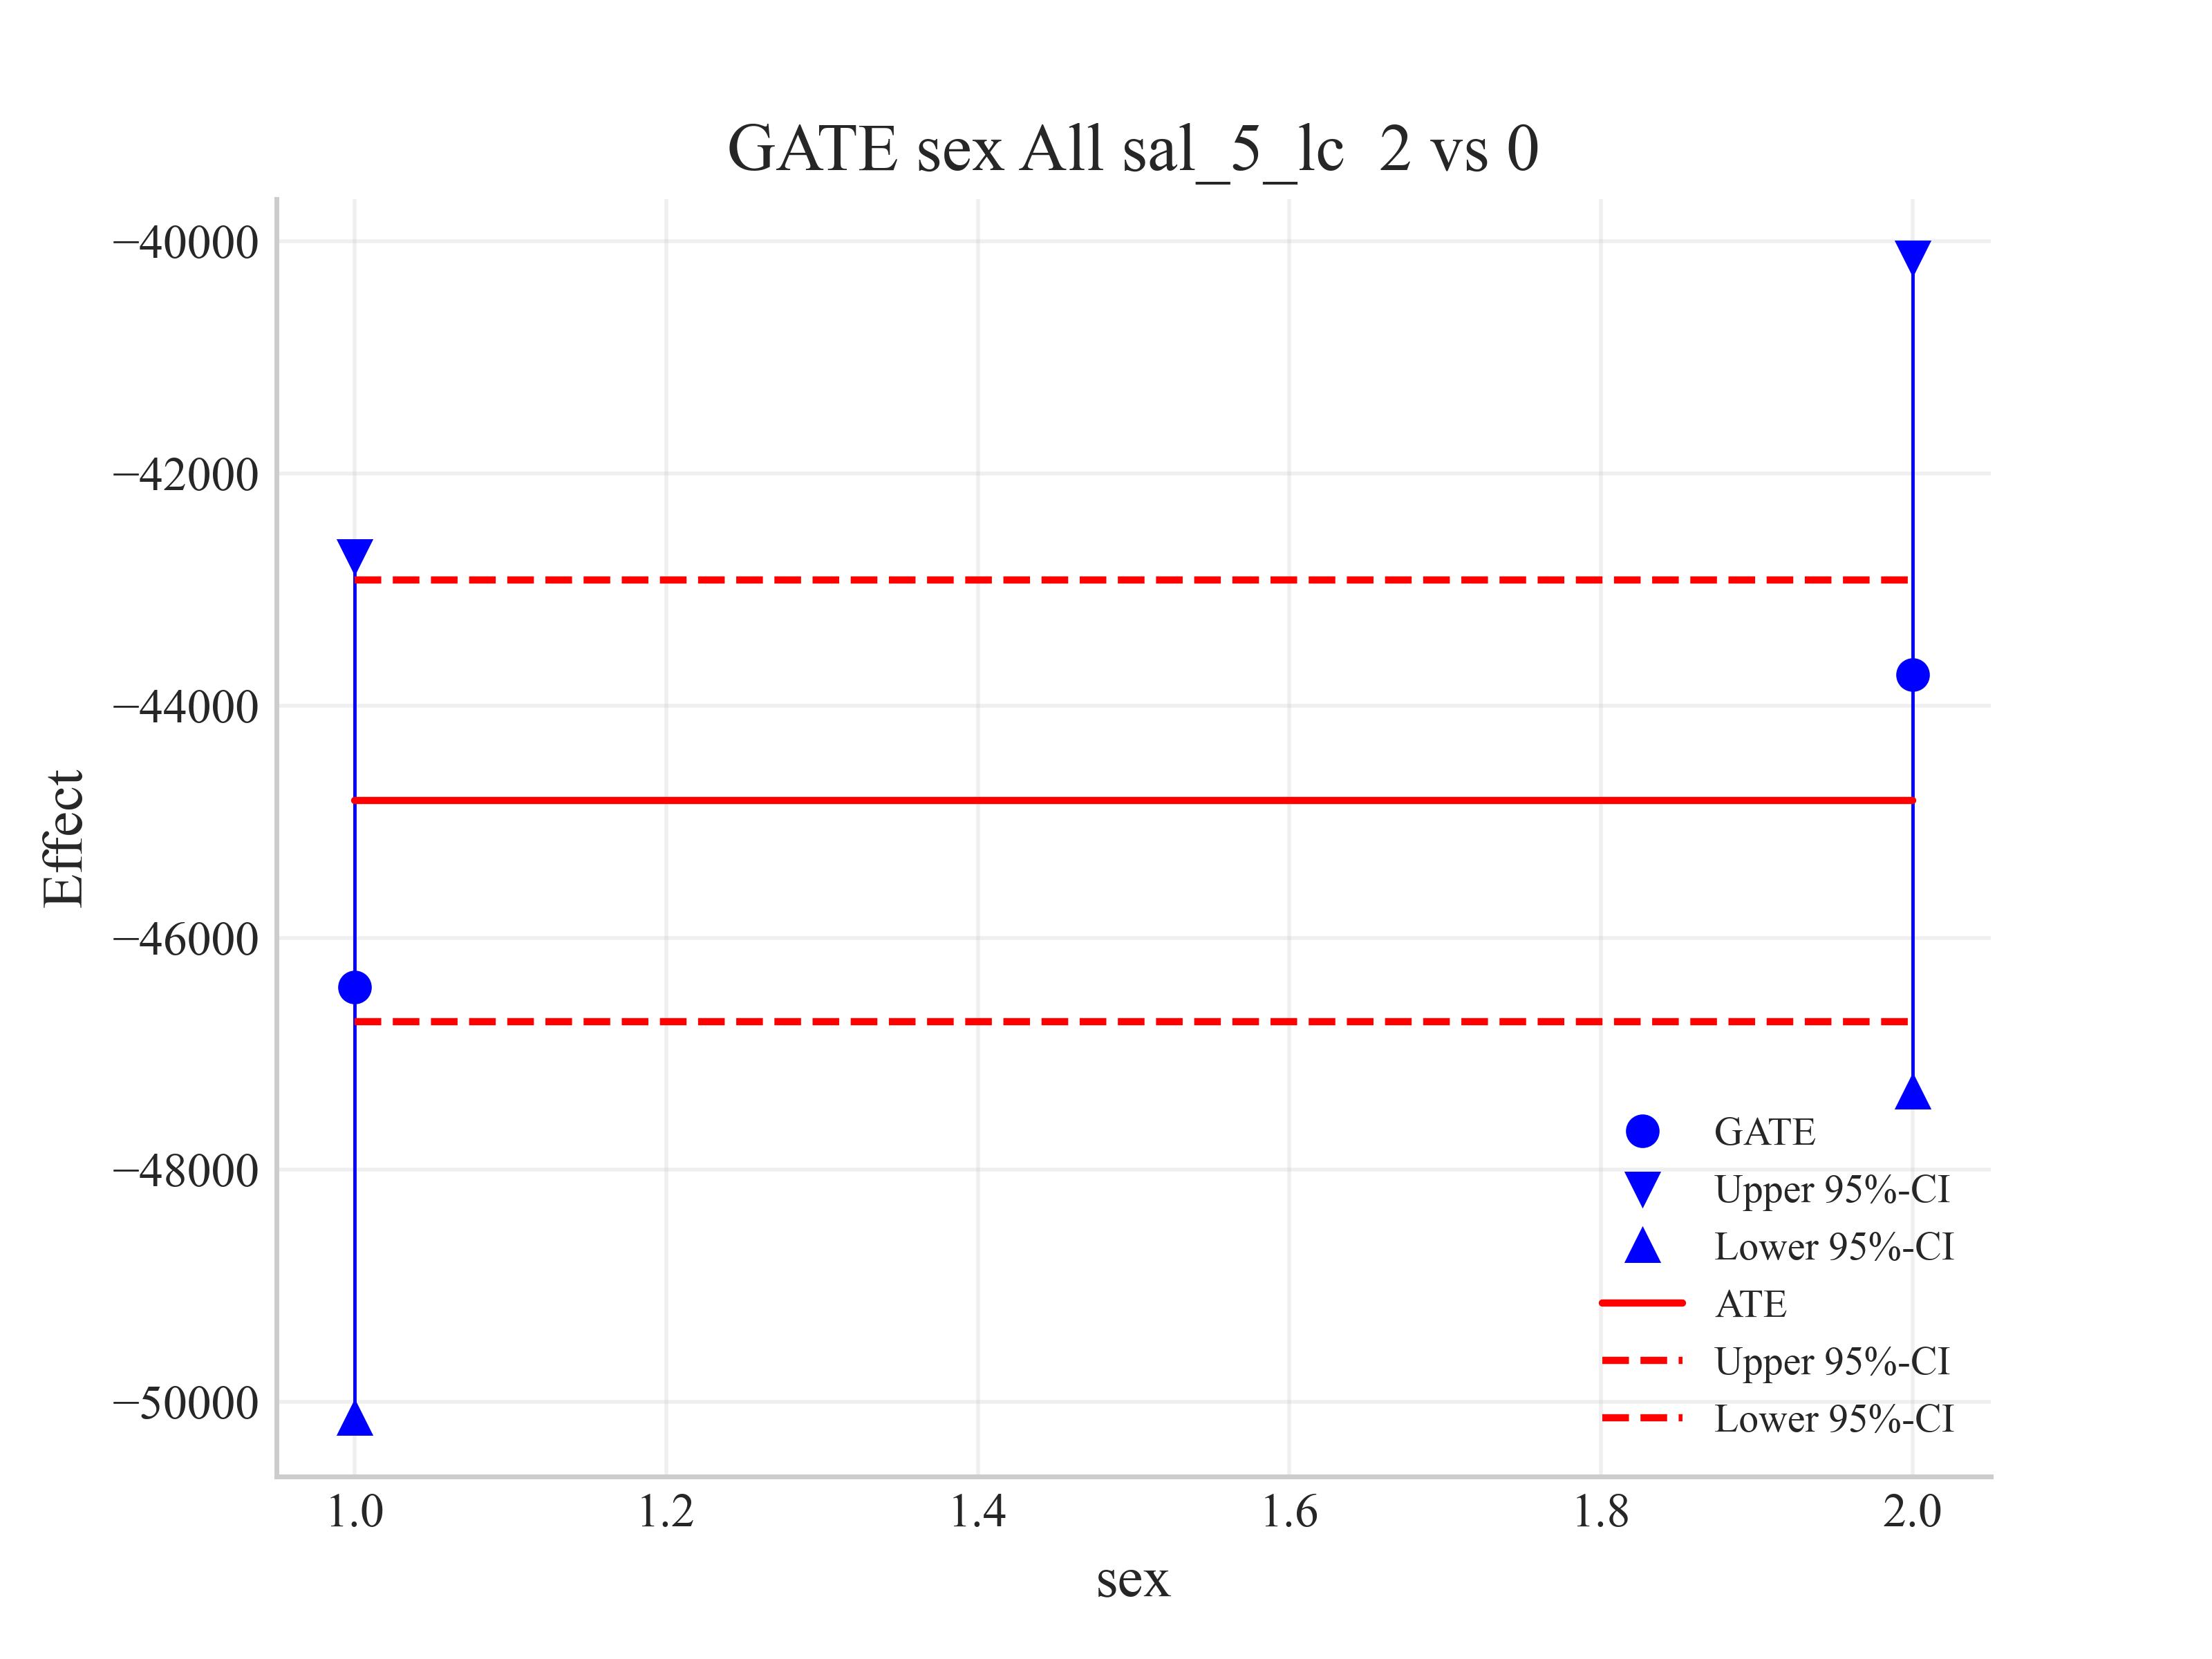 GATE sex All sal_5_lc  2 vs 0
−40000
−42000
−44000
−46000
−48000
−50000
Effect
GATE
Upper 95%-CI
Lower 95%-CI
ATE
Upper 95%-CI
Lower 95%-CI
1.0 1.2 1.4 1.6 1.8 2.0
sex